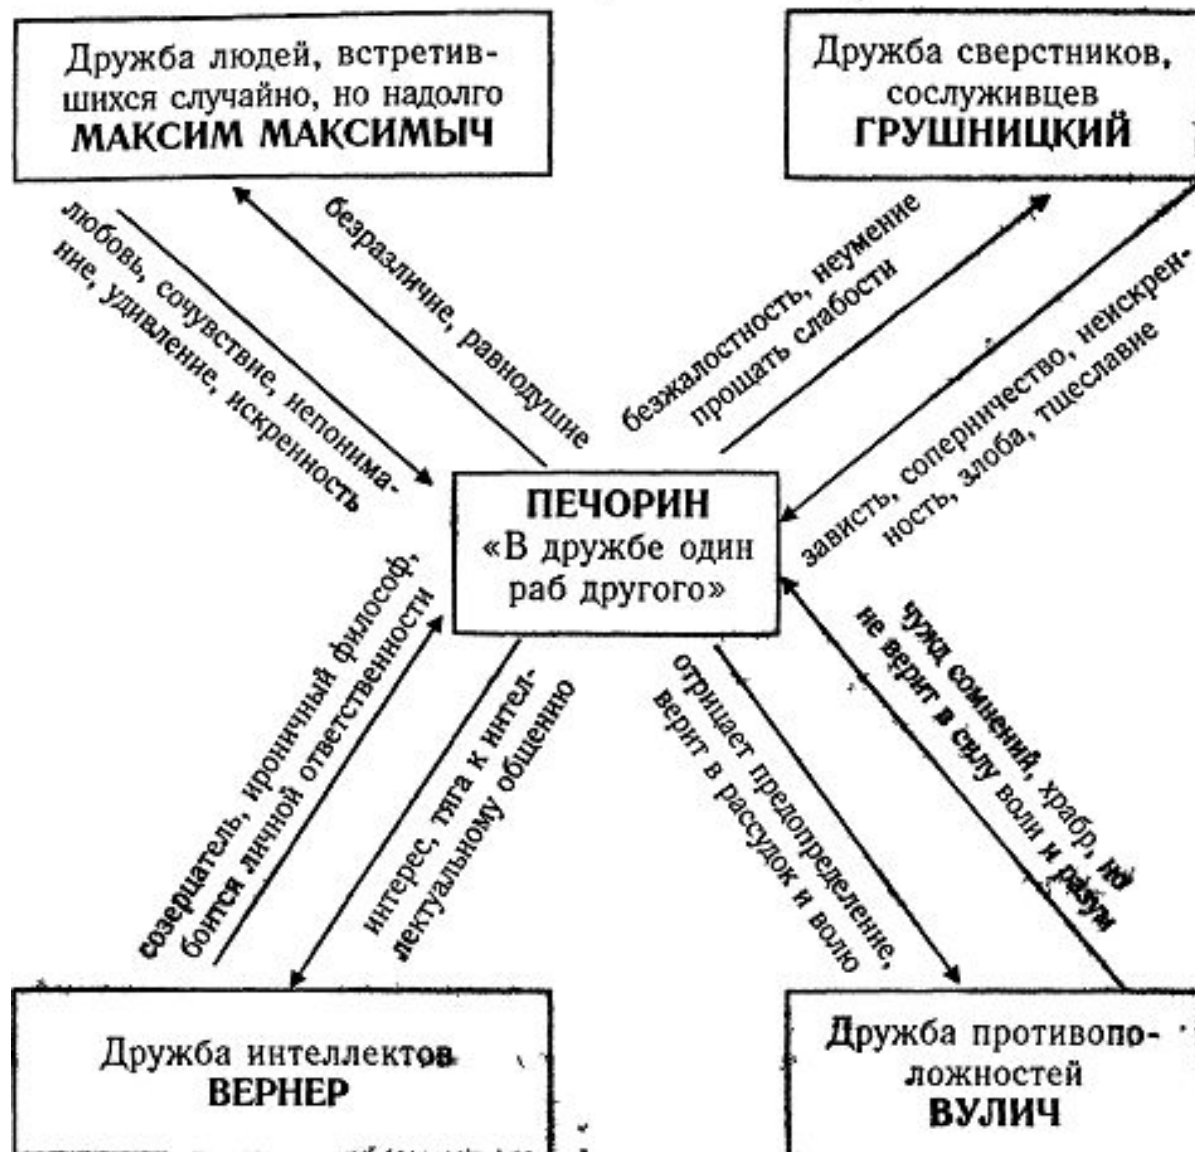 Дружба людей, встретив-
шихся случайно, но надолго
МАКСИМ МАКСИМЫЧ
Дружба сверстников,
сослуживцев
ГРУШНИЦКИЙ
любовь, сочувствие, непонима-
ние, удивление, искренность
безразличие, равнодушие
безжалостность, неумение
прощать слабости
зависть, соперничество, неискрен-
ность, злоба, тщеславие
ПЕЧОРИН
«В дружбе один
раб другого»
созерцатель, ироничный философ,
боится личной ответственности
интерес, тяга к интел-
лектуальному общению
отрицает предопределение,
верит в рассудок и волю
чужд сомнений, храбр, но
не верит в силу воли и разум
Дружба интеллектов
ВЕРНЕР
Дружба противопо-
ложностей
ВУЛИЧ